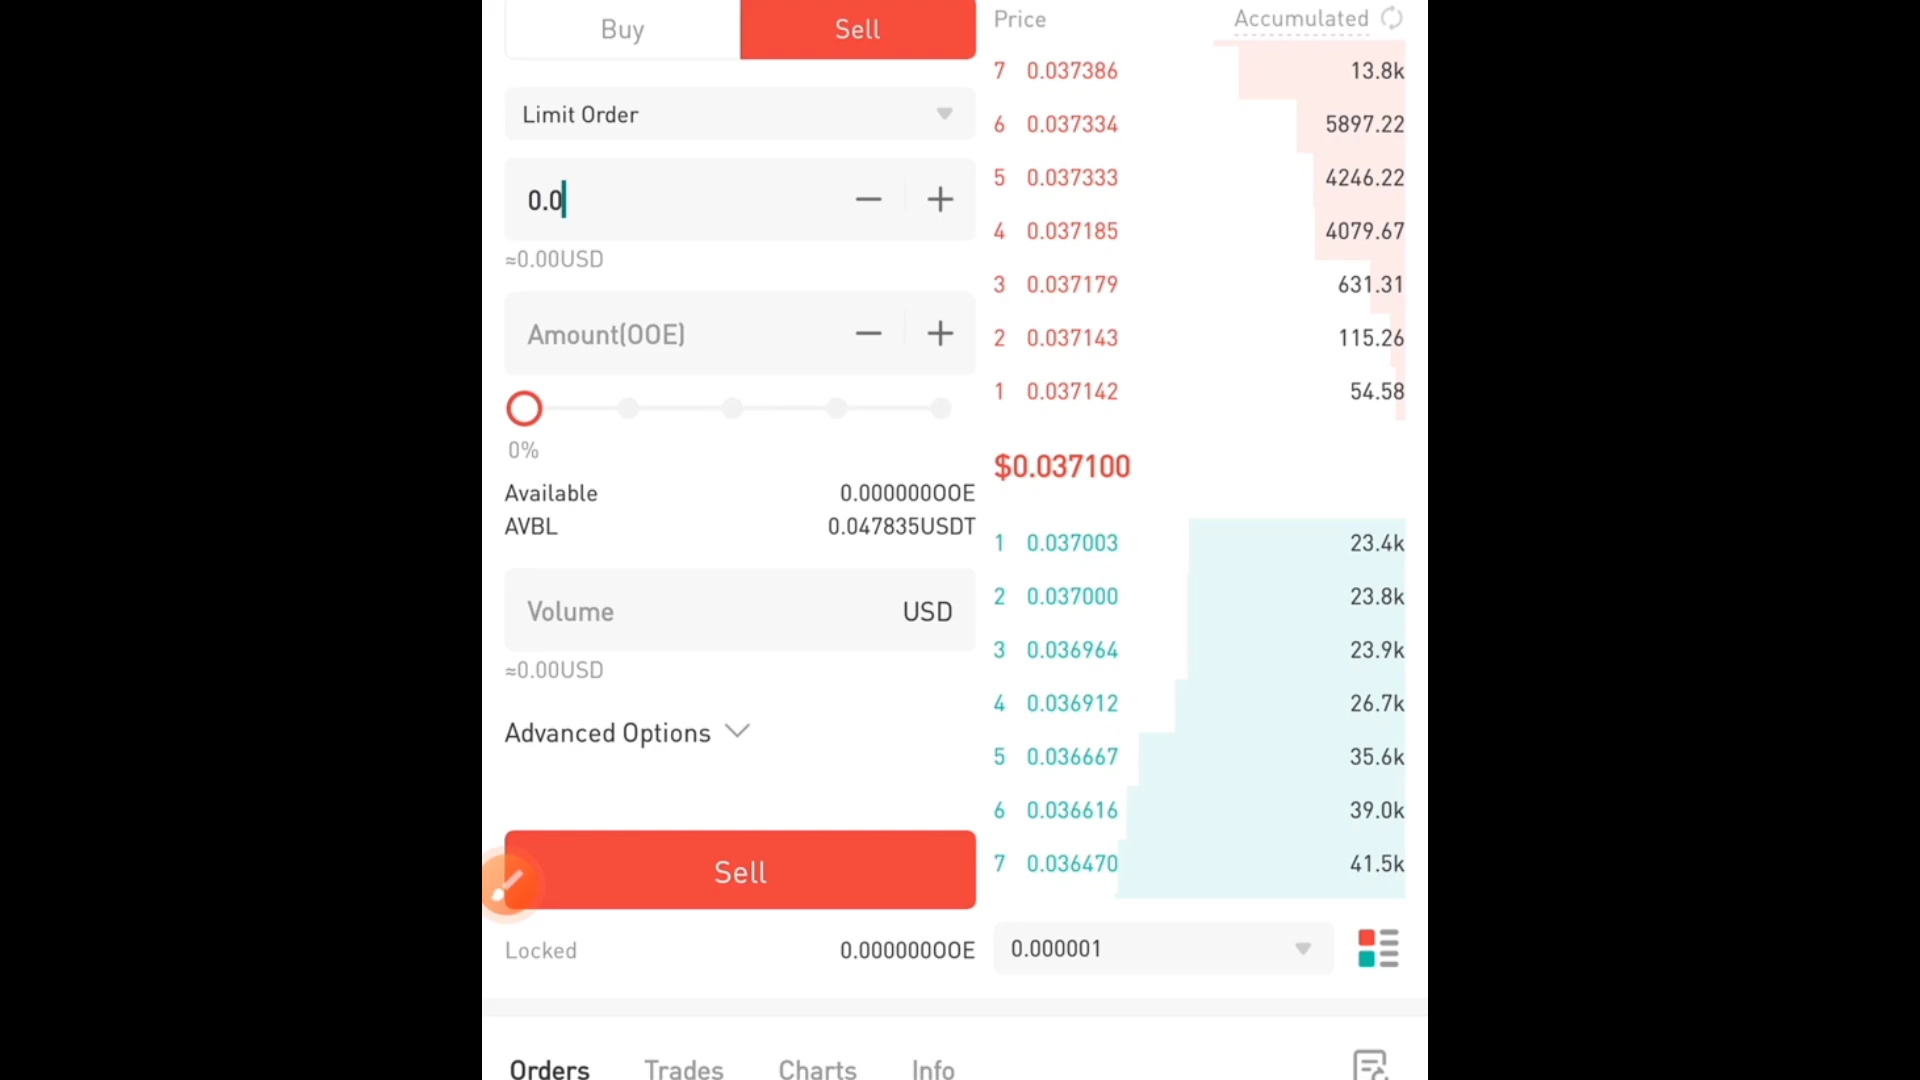 Buy
Sell
Limit Order
0.0
≈0.00USD
Amount(OOE)
0%
Available 0.000000OOE
AVBL 0.047835USDT
Volume USD
≈0.00USD
Advanced Options
Sell
Locked 0.000000OOE
Price Accumulated
7 0.037386 13.8k
6 0.037334 5897.22
5 0.037333 4246.22
4 0.037185 4079.67
3 0.037179 631.31
2 0.037143 115.26
1 0.037142 54.58
$0.037100
1 0.037003 23.4k
2 0.037000 23.8k
3 0.036964 23.9k
4 0.036912 26.7k
5 0.036667 35.6k
6 0.036616 39.0k
7 0.036470 41.5k
0.000001
Orders Trades Charts Info